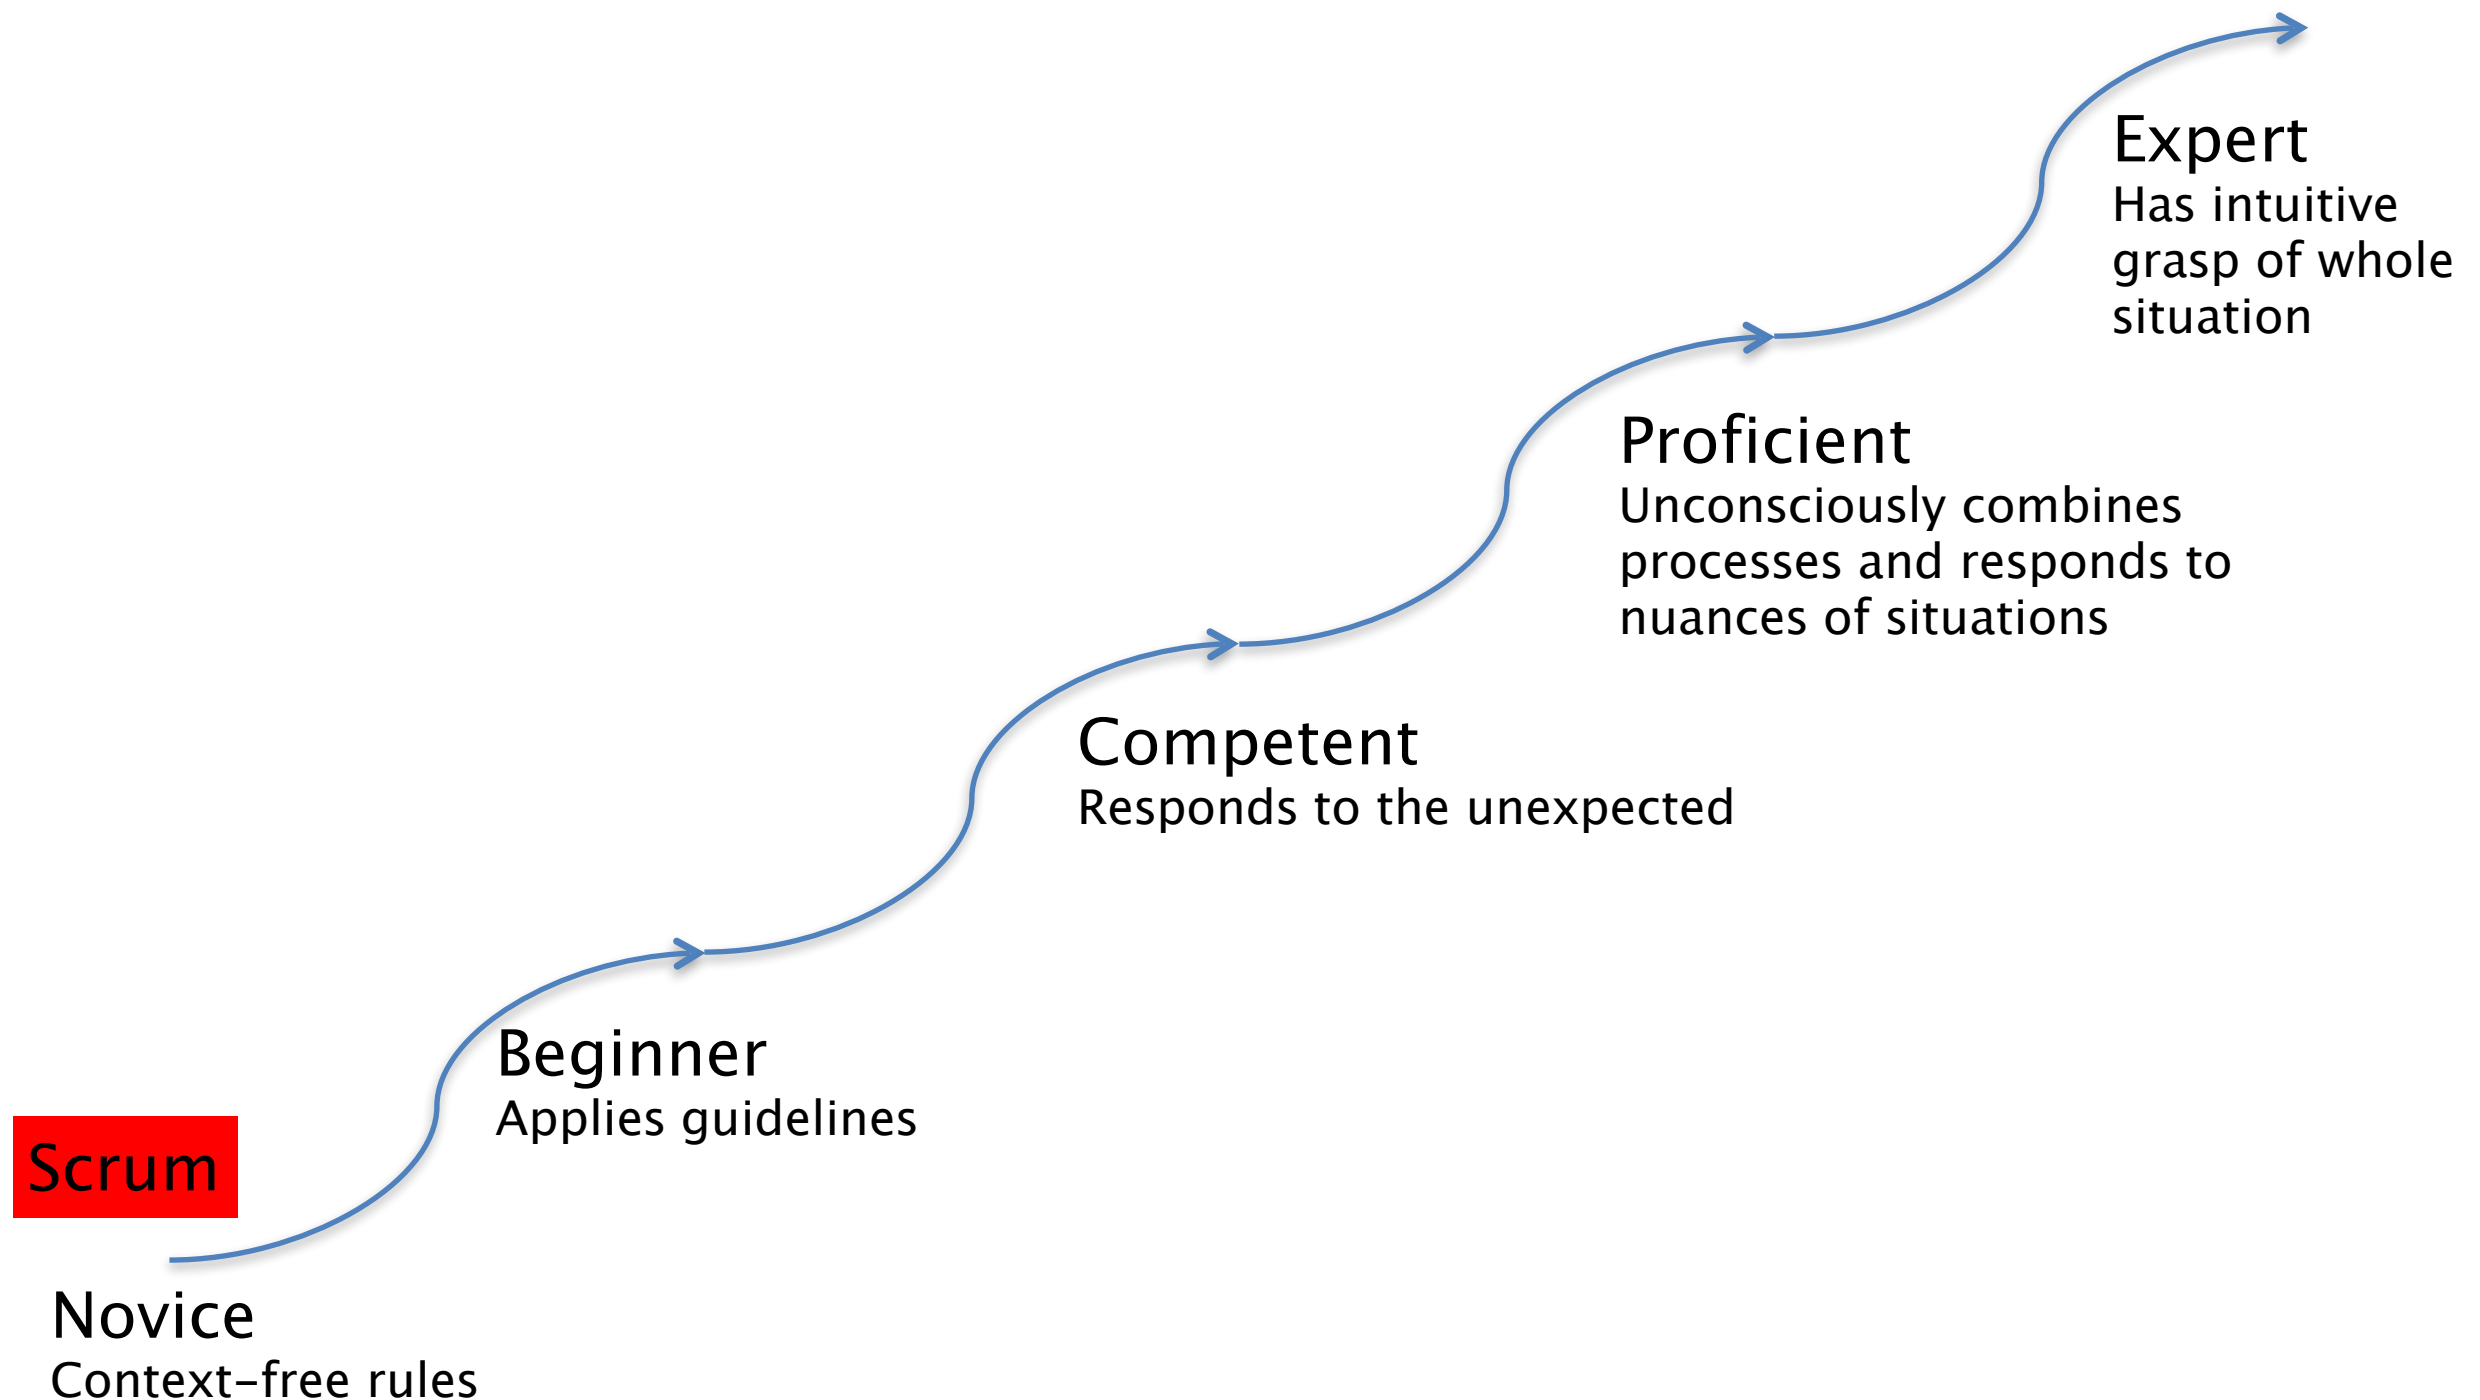 Expert
Has intuitive
grasp of whole
situation
Proficient
Unconsciously combines
processes and responds to
nuances of situations
Competent
Responds to the unexpected
Beginner
Applies guidelines
Scrum
Novice
Context-free rules